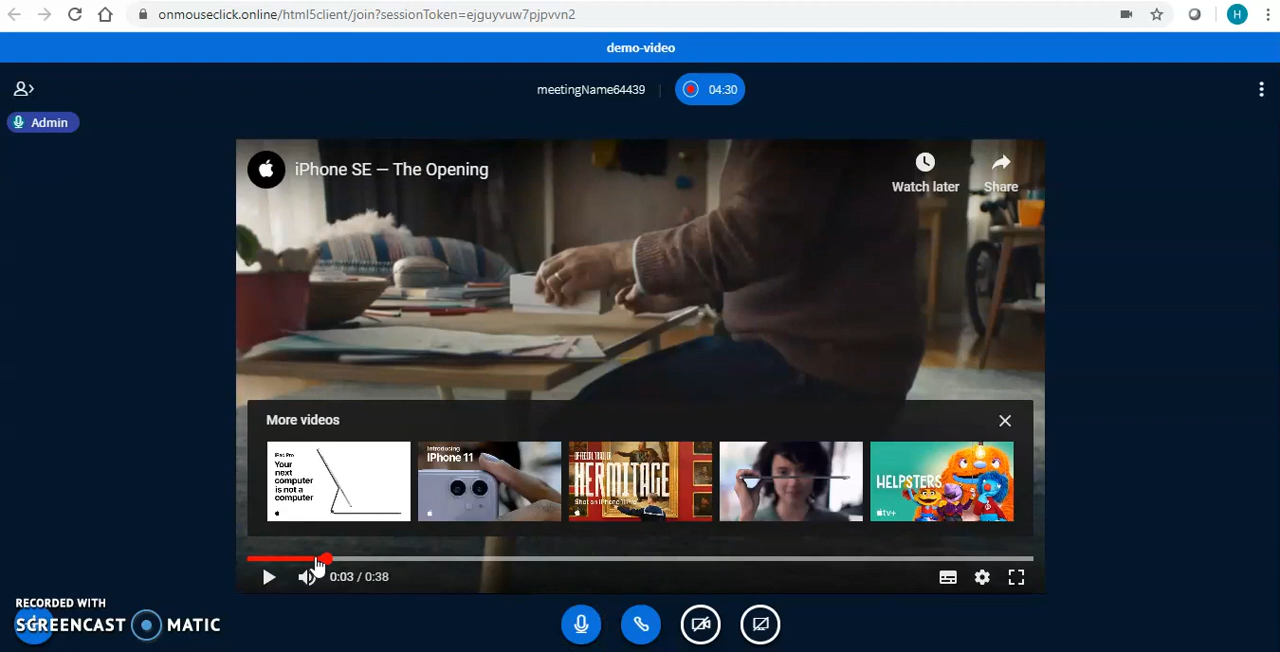 onmouseclick.online/html5client/join?sessionToken=ejguyvuw7pjpvvn2
H
demo-video
meetingName64439
04:30
Admin
iPhone SE — The Opening
Watch later
Share
More videos
Your
next
computer
is not a
computer
Introducing
iPhone 11
HERMITAGE
HELPSTERS
tv+
0:03 / 0:38
RECORDED WITH
SCREENCAST MATIC